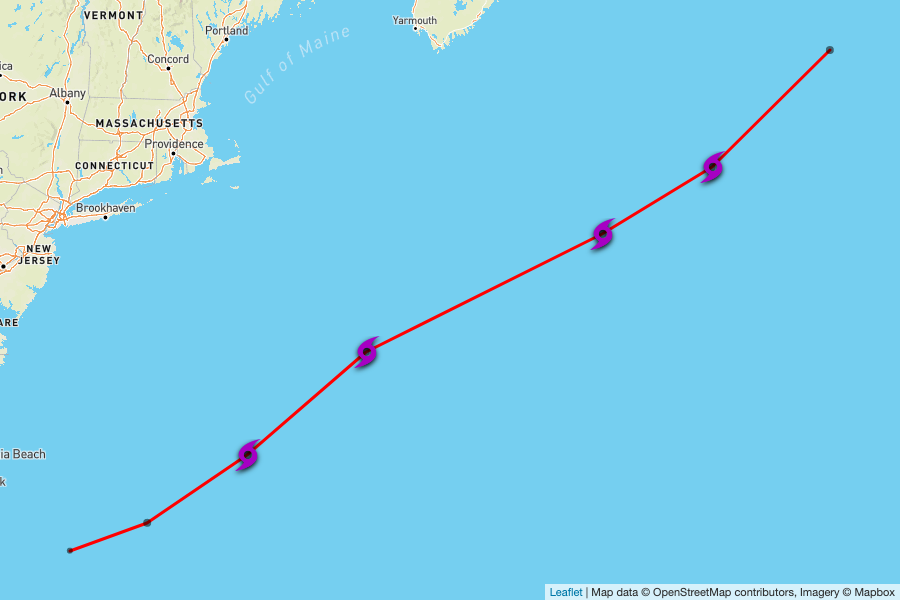 VERMONT
Yarmouth
Portland
Gulf of Maine
Concord
ica
Albany
ORK
MASSACHUSETTS
Providence
CONNECTICUT
Brookhaven
NEW
JERSEY
ARE
ia Beach
k
Leaflet | Map data © OpenStreetMap contributors, Imagery © Mapbox